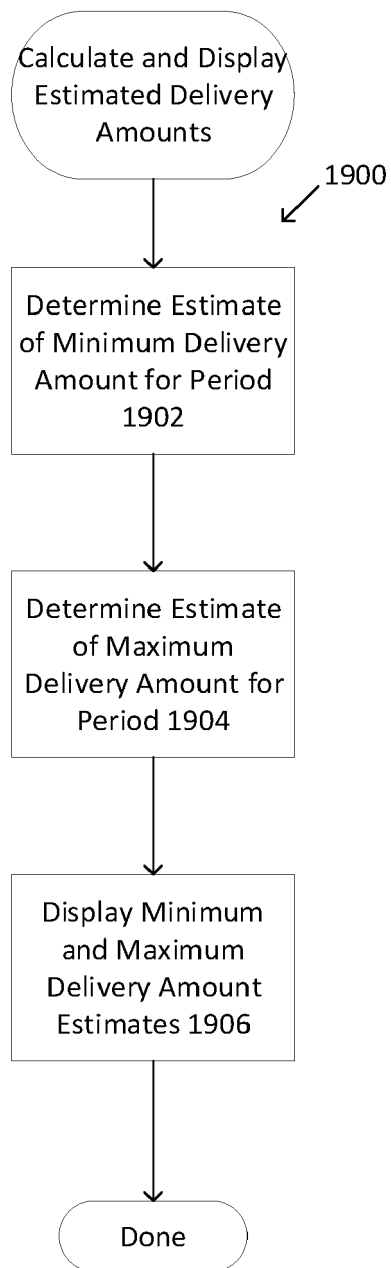 Calculate and Display
Estimated Delivery
Amounts
1900
Determine Estimate
of Minimum Delivery
Amount for Period
1902
Determine Estimate
of Maximum
Delivery Amount for
Period 1904
Display Minimum
and Maximum
Delivery Amount
Estimates 1906
Done